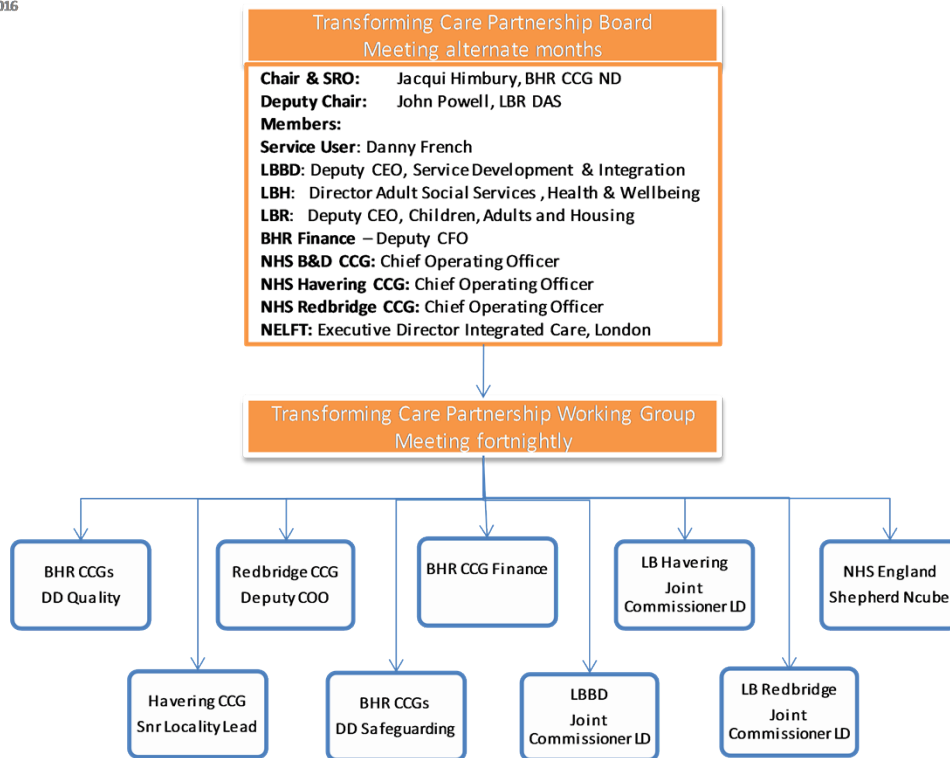 016
Transforming Care Partnership Board
Meeting alternate months
Chair & SRO: Jacqui Himbury, BHR CCG ND
Deputy Chair: John Powell, LBR DAS
Members:
Service User: Danny French
LBBD: Deputy CEO, Service Development & Integration
LBH: Director Adult Social Services , Health & Wellbeing
LBR: Deputy CEO, Children, Adults and Housing
BHR Finance – Deputy CFO
NHS B&D CCG: Chief Operating Officer
NHS Havering CCG: Chief Operating Officer
NHS Redbridge CCG: Chief Operating Officer
NELFT: Executive Director Integrated Care, London
Transforming Care Partnership Working Group
Meeting fortnightly
BHR CCGs
DD Quality
Redbridge CCG
Deputy COO
BHR CCG Finance
LB Havering
Joint
Commissioner LD
NHS England
Shepherd Ncube
Havering CCG
Snr Locality Lead
BHR CCGs
DD Safeguarding
LBBD
Joint
Commissioner LD
LB Redbridge
Joint
Commissioner LD